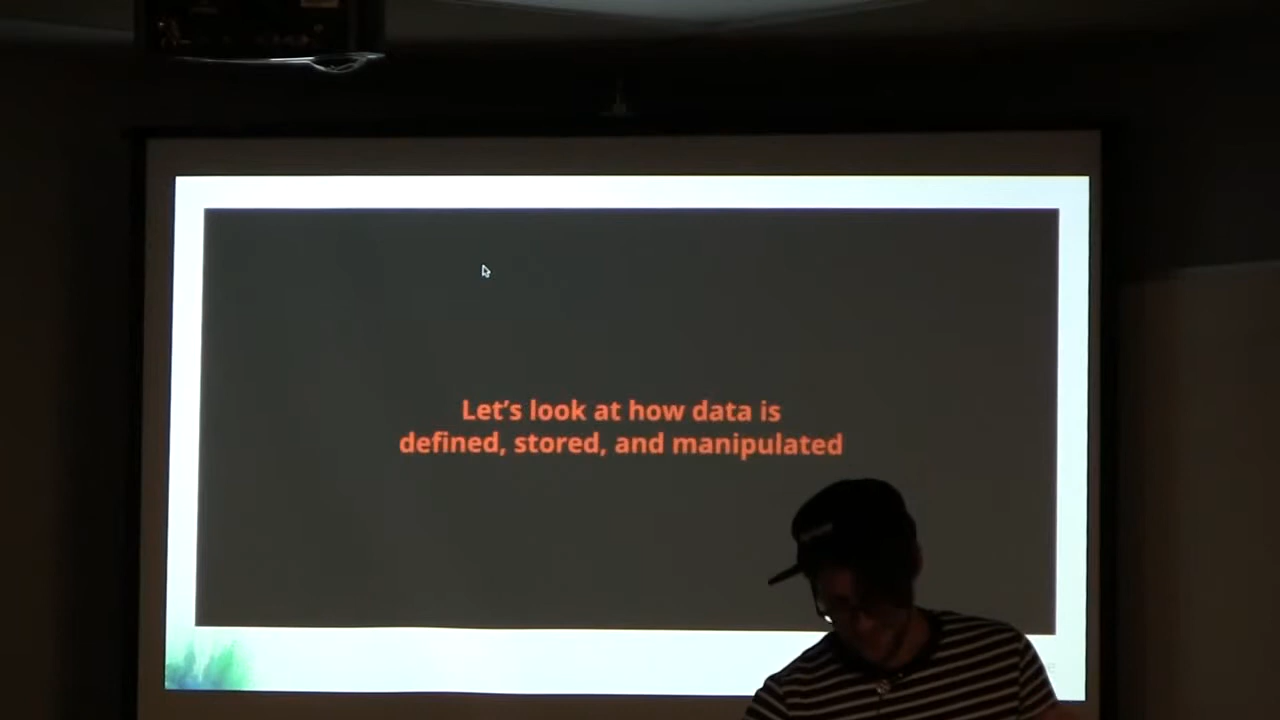 Let's look at how data is
defined, stored, and manipulated